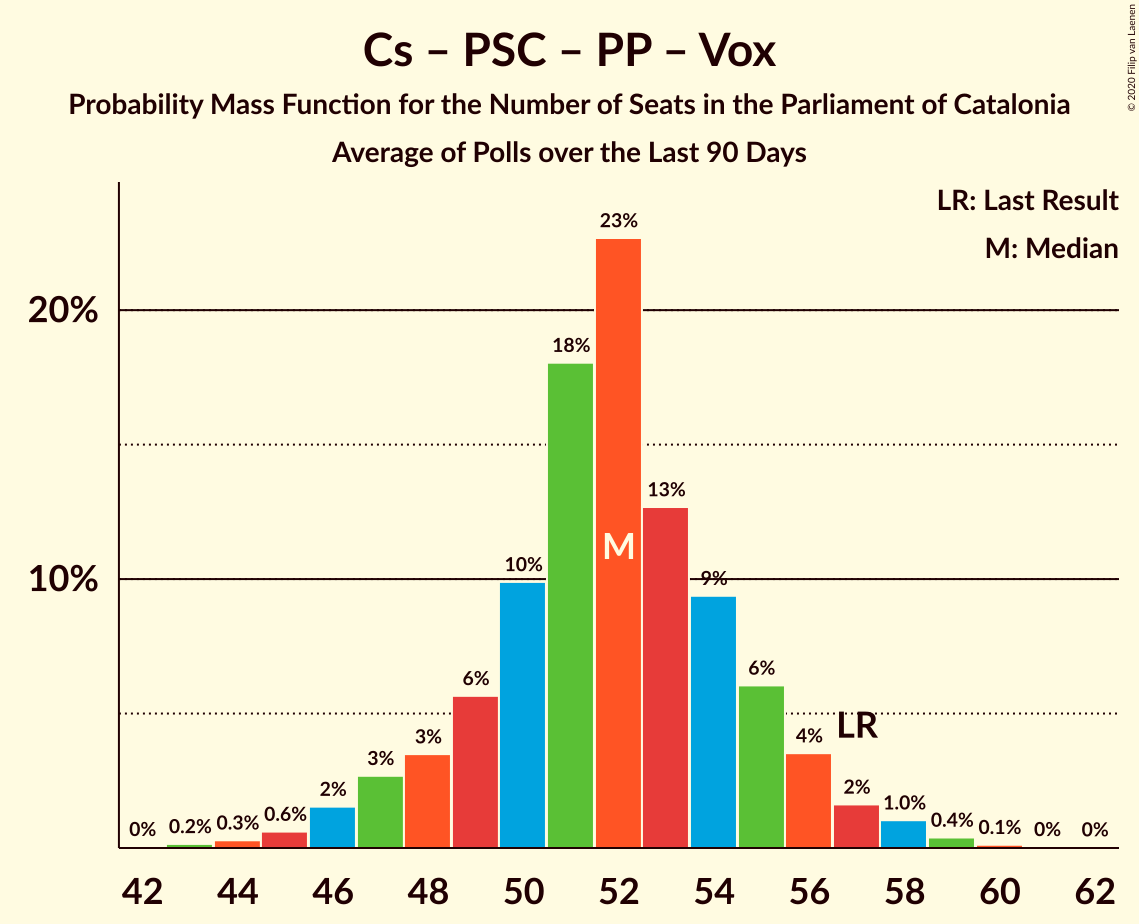 Cs – PSC – PP – Vox
Probability Mass Function for the Number of Seats in the Parliament of Catalonia
Average of Polls over the Last 90 Days
© 2020 Filip van Laenen
LR: Last Result
M: Median
20%
10%
0% 0.2% 0.3% 0.6% 2% 3% 3% 6% 10% 18% 23% 13% 9% 6% 4% 2% 1.0% 0.4% 0.1% 0% 0%
M
LR
42 44 46 48 50 52 54 56 58 60 62